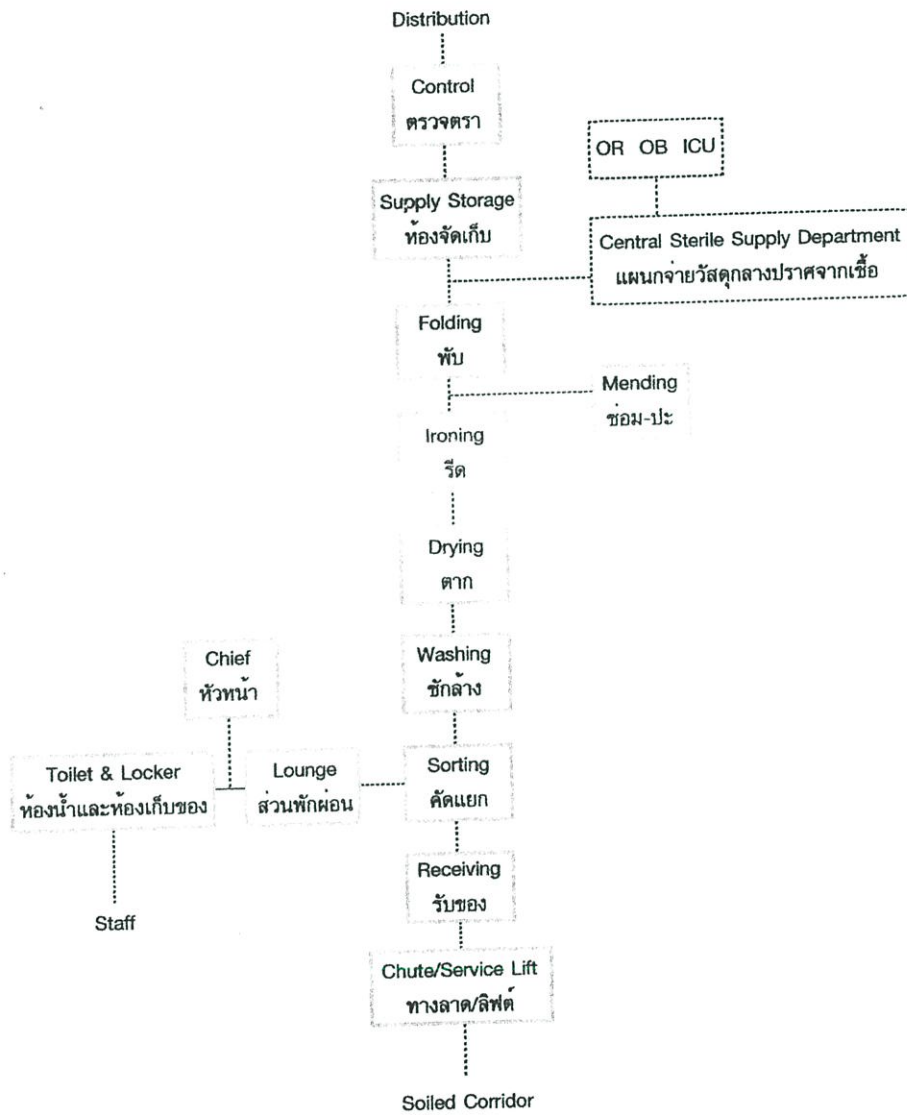 Distribution
Control
ตรวจตรา
OR OB ICU
Supply Storage
ห้องจัดเก็บ
Central Sterile Supply Department
แผนกจ่ายวัสดุกลางปราศจากเชื้อ
Folding
พับ
Mending
ซ่อม-ปะ
Ironing
รีด
Drying
ตาก
Washing
ซักล้าง
Chief
หัวหน้า
Toilet & Locker
ห้องน้ำและห้องเก็บของ
Lounge
ส่วนพักผ่อน
Sorting
คัดแยก
Receiving
รับของ
Staff
Chute/Service Lift
ทางลาด/ลิฟต์
Soiled Corridor